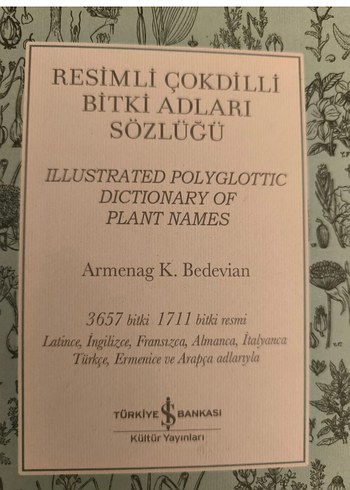 RESİMLİ ÇOKDİLLİ
BİTKİ ADLARI
SÖZLÜĞÜ
ILLUSTRATED POLYGLOTTIC
DICTIONARY OF
PLANT NAMES
Armenag K. Bedevian
3657 bitki 1711 bitki resmi
Latince, İngilizce, Fransızca, Almanca, İtalyanca
Türkçe, Ermenice ve Arapça adlarıyla
TÜRKİYE İŞ BANKASI
Kültür Yayınları